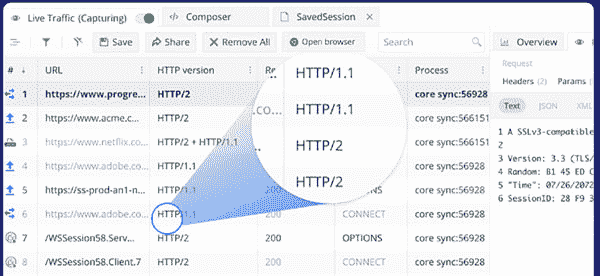 Live Traffic (Capturing) Composer SavedSession ×
Save Share Remove All Open browser Search Overview
# ↓ URL HTTP version Process Request
Headers (2) Params
1 https://www.progre... HTTP/2 core sync:56928
Text JSON XML
2 https://www.acme.... HTTP/2 core sync:566151
3 https://www.netflix.c... HTTP/2 + HTTP/1.1 core sync:56928
4 https://www.adobe.c... HTTP/1.1 core sync:56928
5 https://ss-prod-an1-n... HTTP/1.1 200 core sync:56928
6 https://www.adobe.co... HTTP/1.1 200 CONNECT core sync:56928
7 /WSSession58.Serv... HTTP/2 200 OPTIONS core sync:56928
8 /WSSession58.Client.7 HTTP/2 200 CONNECT core sync:56928
HTTP/1.1
.co... HTTP/1.1
HTTP/2
HTTP/2
1 A SSLv3-compatible
2
3 Version: 3.3 (TLS/
4 Random: B1 45 ED C
5 "Time": 07/26/2022
6 SessionID: 28 F9 3